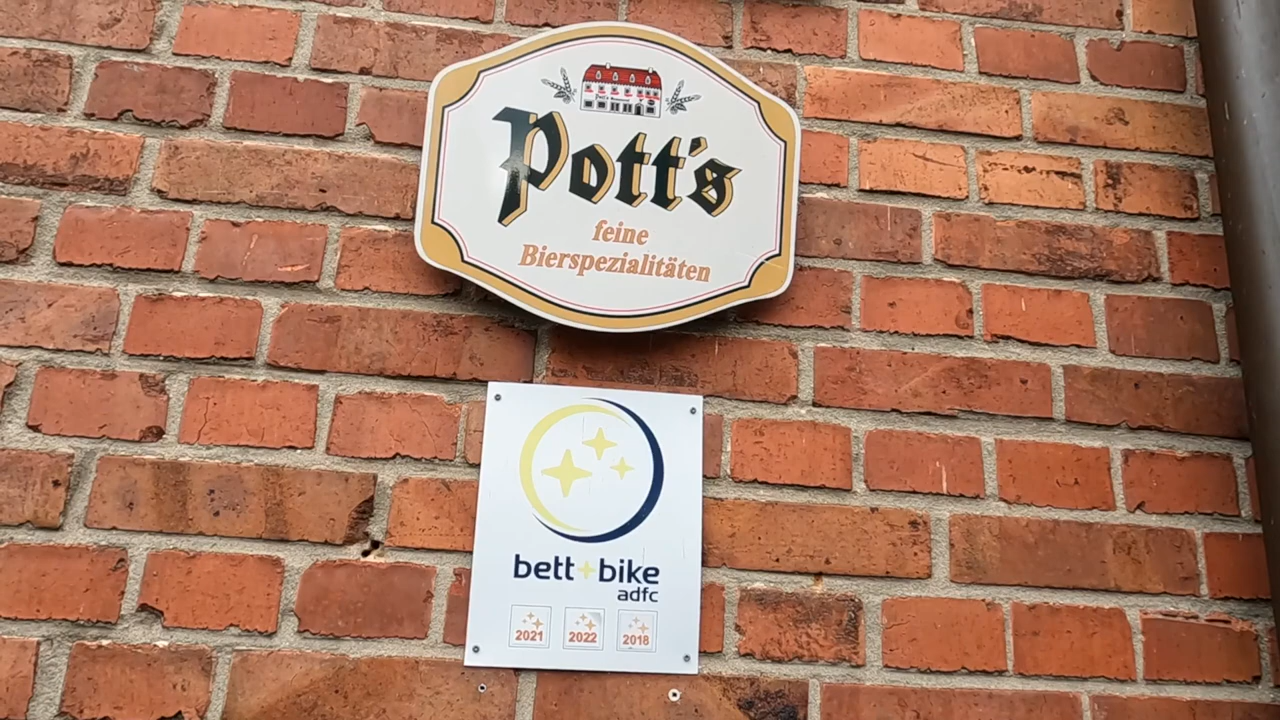 Pott's
feine
Bierspezialitäten
bett+bike
adfc
2021 2022 2018